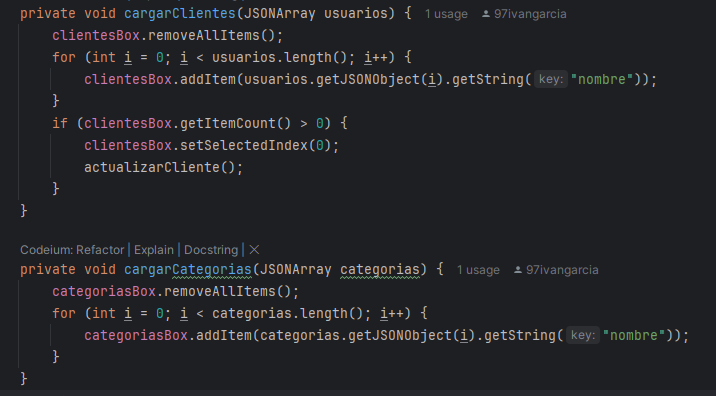 private void cargarClientes(JSONArray usuarios) { 1 usage 97ivangarcia
clientesBox.removeAllItems();
for (int i = 0; i < usuarios.length(); i++) {
clientesBox.addItem(usuarios.getJSONObject(i).getString( key: "nombre"));
}
if (clientesBox.getItemCount() > 0) {
clientesBox.setSelectedIndex(0);
actualizarCliente();
}
}
Codeium: Refactor | Explain | Docstring | ×
private void cargarCategorias(JSONArray categorias) { 1 usage 97ivangarcia
categoriasBox.removeAllItems();
for (int i = 0; i < categorias.length(); i++) {
categoriasBox.addItem(categorias.getJSONObject(i).getString( key: "nombre"));
}
}